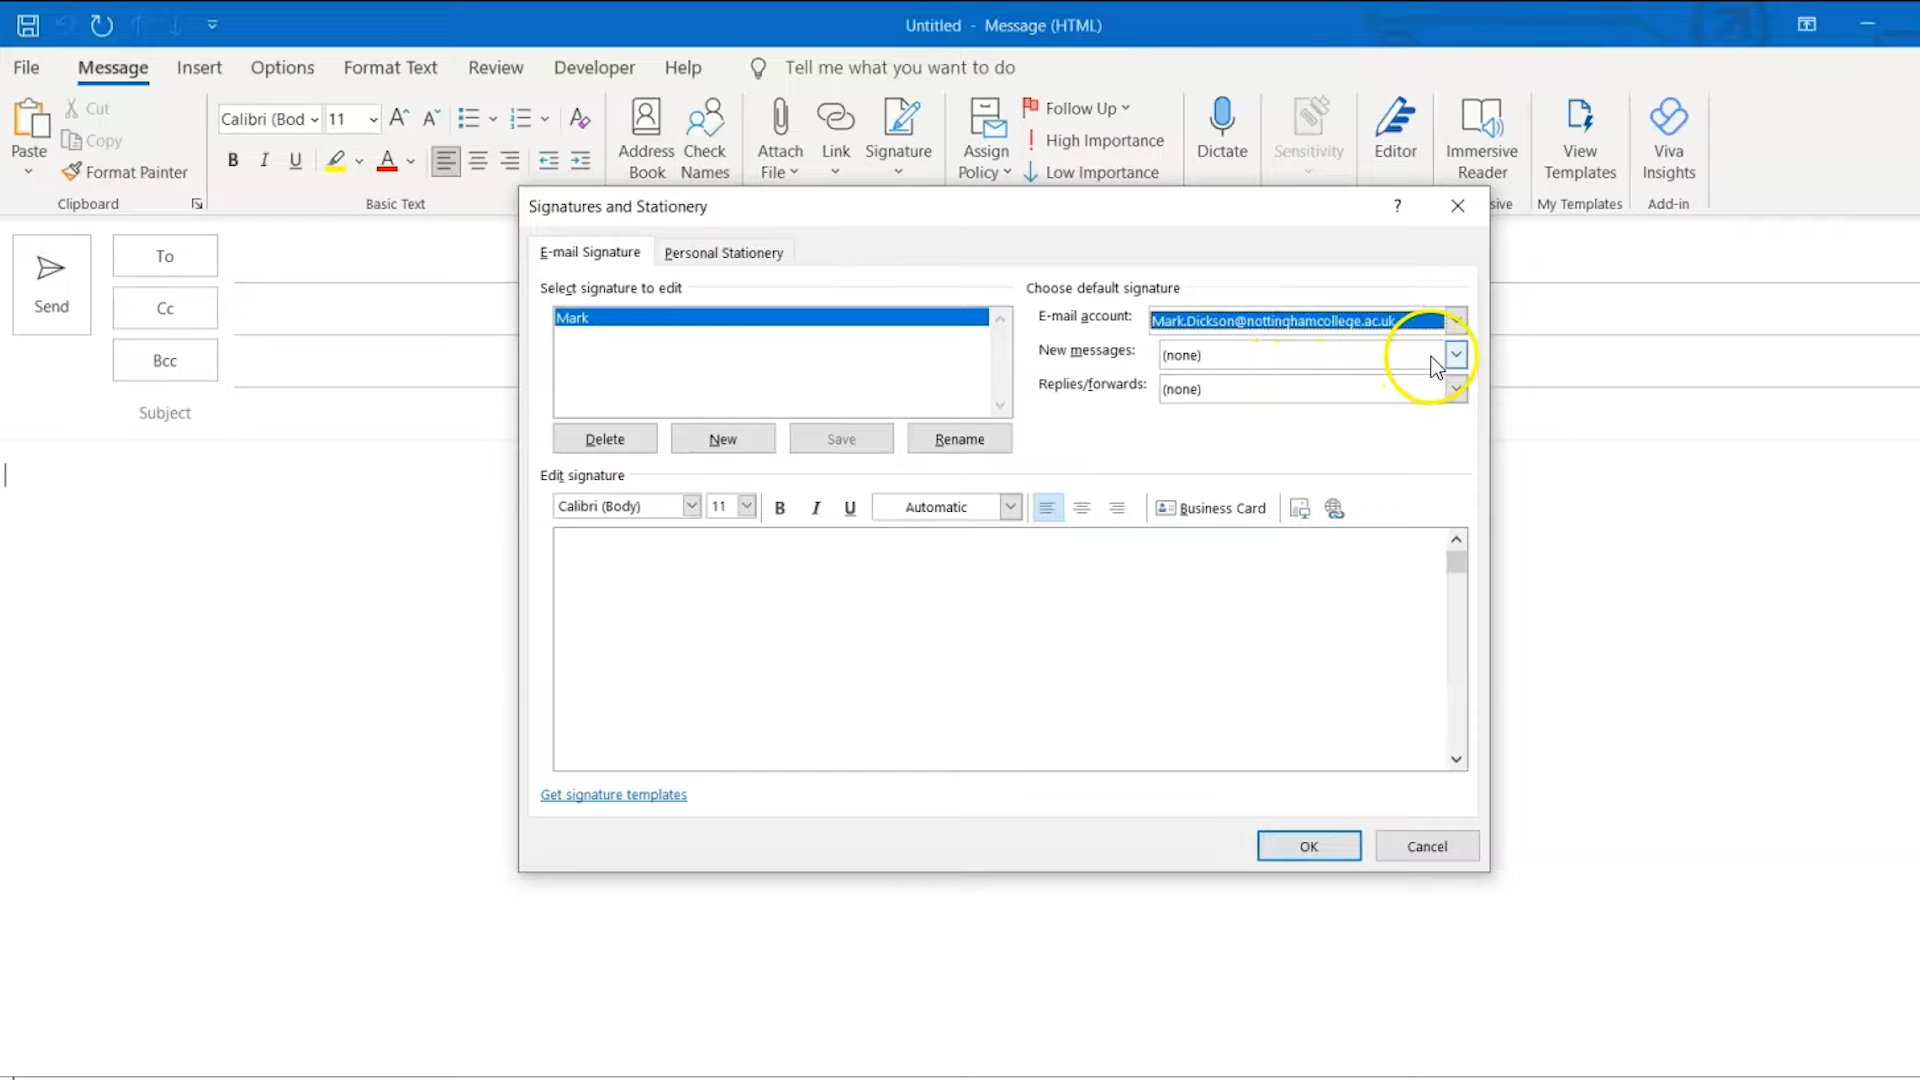 Untitled - Message (HTML)
File Message Insert Options Format Text Review Developer Help Tell me what you want to do
Paste
Cut
Copy
Format Painter
Clipboard
Calibri (Bod 11
B I U A
Basic Text
Address Book
Check Names
Attach File
Link
Signature
Assign Policy
Follow Up
High Importance
Low Importance
Dictate
Sensitivity
Editor
Immersive Reader
sive
View Templates
My Templates
Viva Insights
Add-in
Send
To
Cc
Bcc
Subject
Signatures and Stationery ?
E-mail Signature Personal Stationery
Select signature to edit
Mark
Delete New Save Rename
Choose default signature
E-mail account: Mark.Dickson@nottinghamcollege.ac.uk
New messages: (none)
Replies/forwards: (none)
Edit signature
Calibri (Body) 11 B I U Automatic Business Card
Get signature templates
OK Cancel